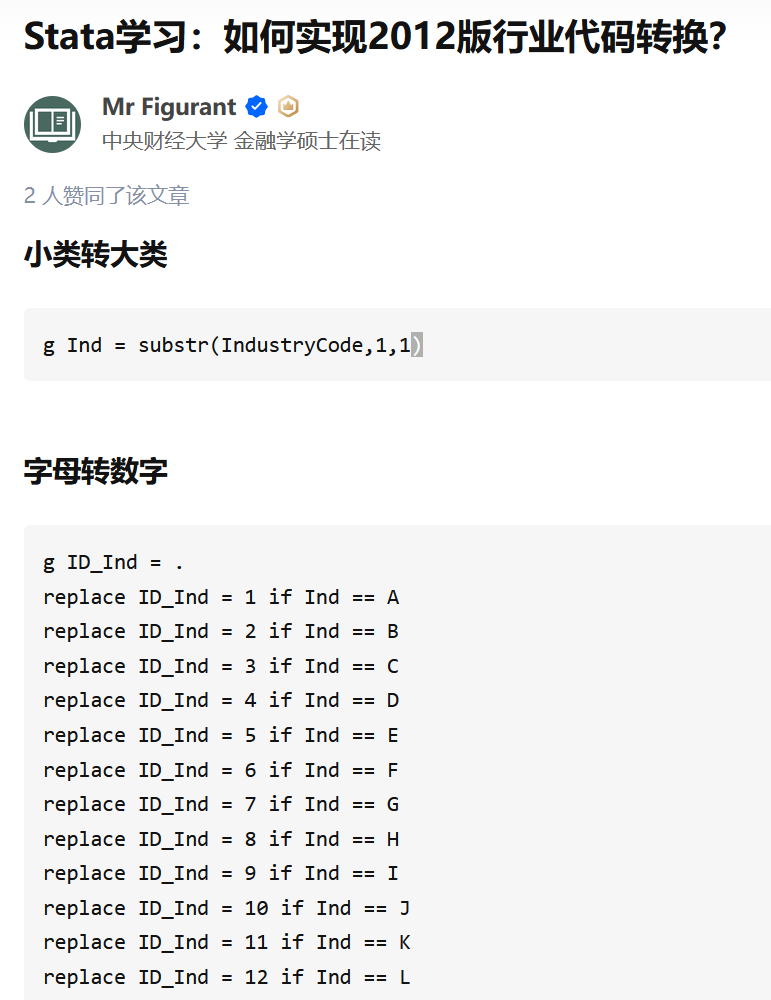 Stata学习：如何实现2012版行业代码转换？
Mr Figurant
中央财经大学 金融学硕士在读
2 人赞同了该文章
小类转大类
g Ind = substr(IndustryCode,1,1)
字母转数字
g ID_Ind = .
replace ID_Ind = 1 if Ind == A
replace ID_Ind = 2 if Ind == B
replace ID_Ind = 3 if Ind == C
replace ID_Ind = 4 if Ind == D
replace ID_Ind = 5 if Ind == E
replace ID_Ind = 6 if Ind == F
replace ID_Ind = 7 if Ind == G
replace ID_Ind = 8 if Ind == H
replace ID_Ind = 9 if Ind == I
replace ID_Ind = 10 if Ind == J
replace ID_Ind = 11 if Ind == K
replace ID_Ind = 12 if Ind == L